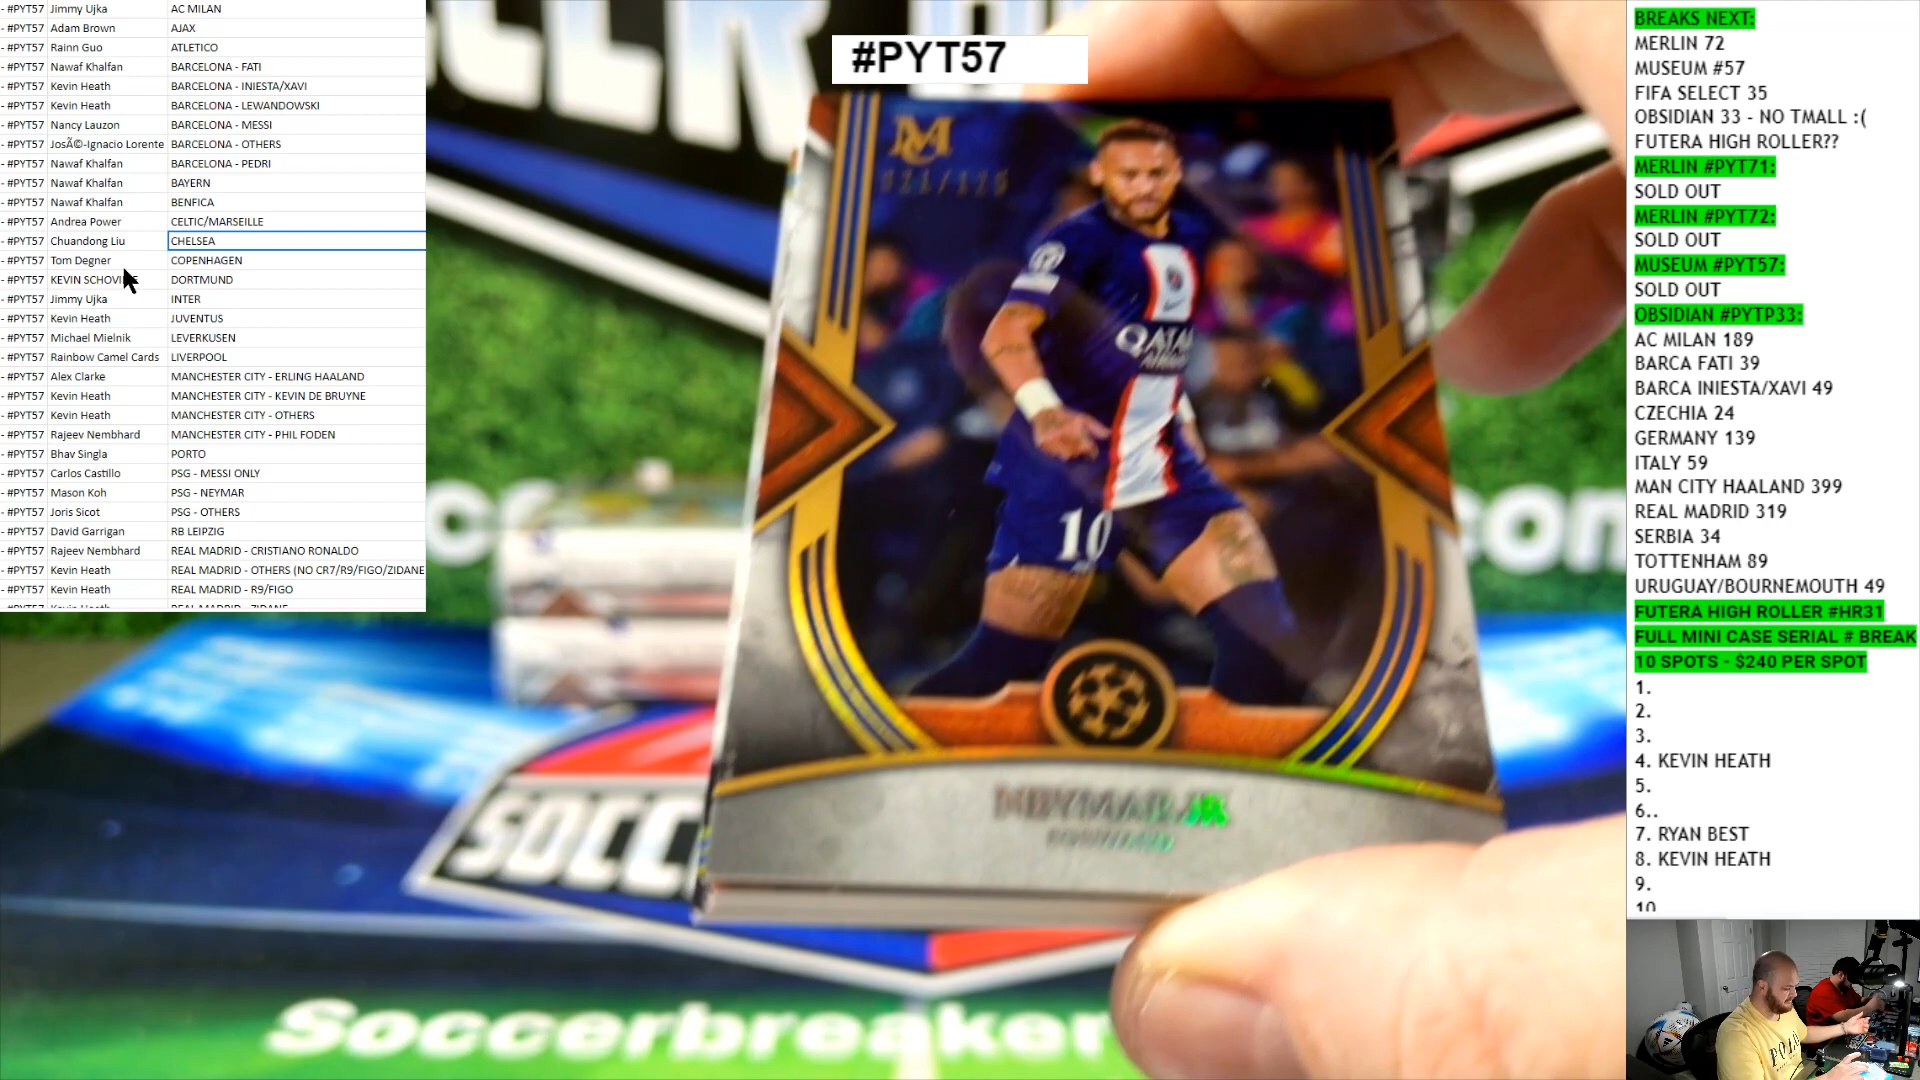 - #PYT57 Jimmy Ujka AC MILAN
- #PYT57 Adam Brown AJAX
- #PYT57 Rainn Guo ATLETICO
- #PYT57 Nawaf Khalfan BARCELONA - FATI
- #PYT57 Kevin Heath BARCELONA - INIESTA/XAVI
- #PYT57 Kevin Heath BARCELONA - LEWANDOWSKI
- #PYT57 Nancy Lauzon BARCELONA - MESSI
- #PYT57 JosÃ©-Ignacio Lorente BARCELONA - OTHERS
- #PYT57 Nawaf Khalfan BARCELONA - PEDRI
- #PYT57 Nawaf Khalfan BAYERN
- #PYT57 Nawaf Khalfan BENFICA
- #PYT57 Andrea Power CELTIC/MARSEILLE
- #PYT57 Chuandong Liu CHELSEA
- #PYT57 Tom Degner COPENHAGEN
- #PYT57 KEVIN DORTMUND
- #PYT57 Jimmy Ujka INTER
- #PYT57 Kevin Heath JUVENTUS
- #PYT57 Michael Mielnik LEVERKUSEN
- #PYT57 Rainbow Camel Cards LIVERPOOL
- #PYT57 Alex Clarke MANCHESTER CITY - ERLING HAALAND
- #PYT57 Kevin Heath MANCHESTER CITY - KEVIN DE BRUYNE
- #PYT57 Kevin Heath MANCHESTER CITY - OTHERS
- #PYT57 Rajeev Nembhard MANCHESTER CITY - PHIL FODEN
- #PYT57 Bhav Singla PORTO
- #PYT57 Carlos Castillo PSG - MESSI ONLY
- #PYT57 Mason Koh PSG - NEYMAR
- #PYT57 Joris Sicot PSG - OTHERS
- #PYT57 David Garrigan RB LEIPZIG
- #PYT57 Rajeev Nembhard REAL MADRID - CRISTIANO RONALDO
- #PYT57 Kevin Heath REAL MADRID - OTHERS (NO CR7/R9/FIGO/ZIDANE
- #PYT57 Kevin Heath REAL MADRID - R9/FIGO
#PYT57
MC
QATAR
10
NEYMAR JR
SOCC
Soccerbreaker
BREAKS NEXT:
MERLIN 72
MUSEUM #57
FIFA SELECT 35
OBSIDIAN 33 - NO TMALL :(
FUTERA HIGH ROLLER??
MERLIN #PYT71:
SOLD OUT
MERLIN #PYT72:
SOLD OUT
MUSEUM #PYT57:
SOLD OUT
OBSIDIAN #PYTP33:
AC MILAN 189
BARCA FATI 39
BARCA INIESTA/XAVI 49
CZECHIA 24
GERMANY 139
ITALY 59
MAN CITY HAALAND 399
REAL MADRID 319
SERBIA 34
TOTTENHAM 89
URUGUAY/BOURNEMOUTH 49
FUTERA HIGH ROLLER #HR31
FULL MINI CASE SERIAL # BREAK
10 SPOTS - $240 PER SPOT
1.
2.
3.
4. KEVIN HEATH
5.
6..
7. RYAN BEST
8. KEVIN HEATH
9.
10